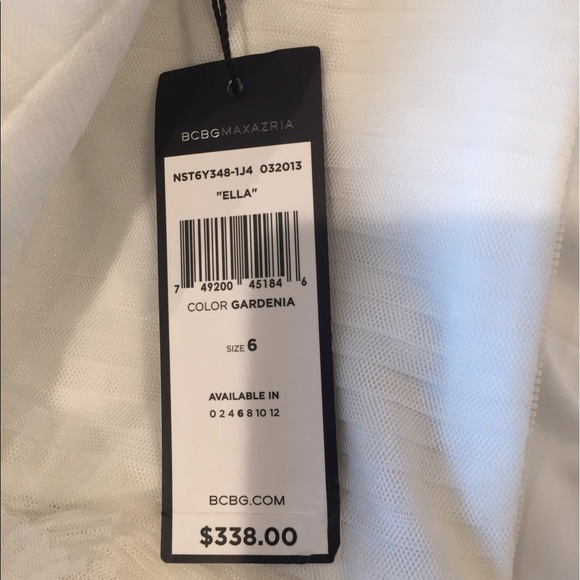 BCBGMAXAZRIA
NST6Y348-1J4 032013
"ELLA"
7 49200 45184 6
COLOR GARDENIA
SIZE 6
AVAILABLE IN
0 2 4 6 8 10 12
BCBG.COM
$338.00